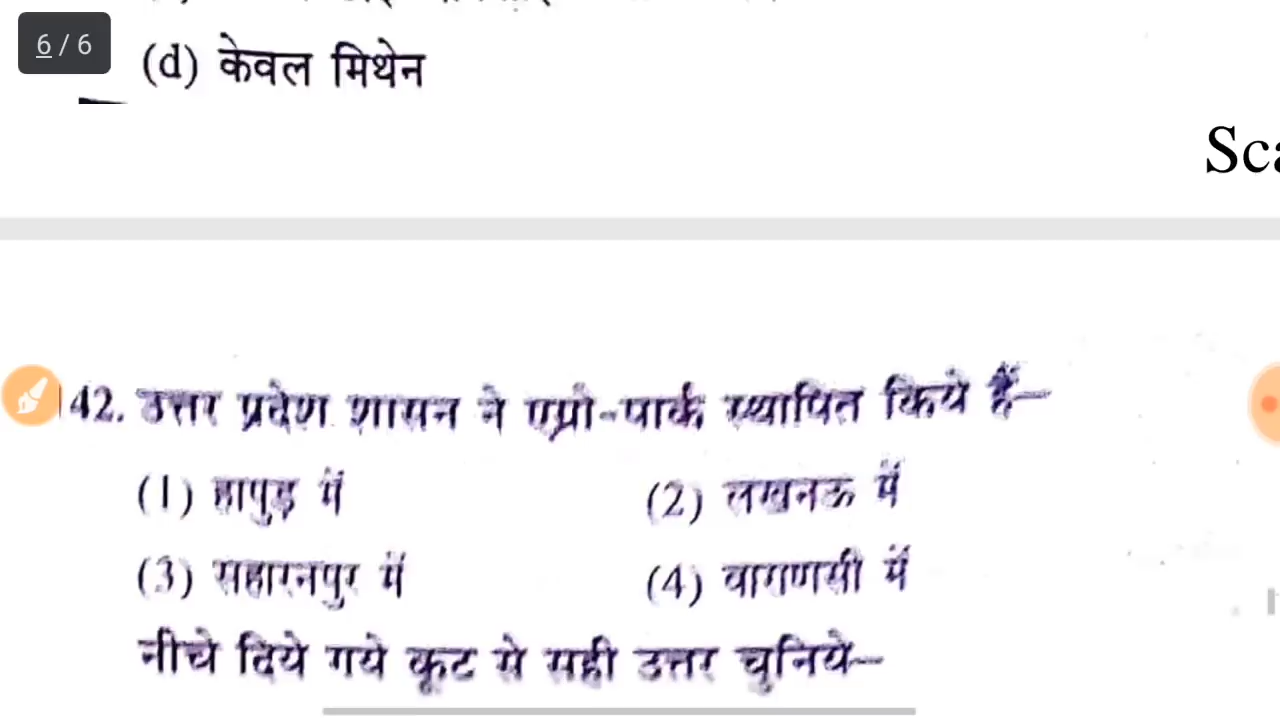 6 / 6
(d) केवल मिथेन
Sca
42. उत्तर प्रदेश शासन ने एग्रो-पार्क स्थापित किये हैं—
(1) हापुड़ में (2) लखनऊ में
(3) सहारनपुर में (4) वाराणसी में
नीचे दिये गये कूट से सही उत्तर चुनिये—